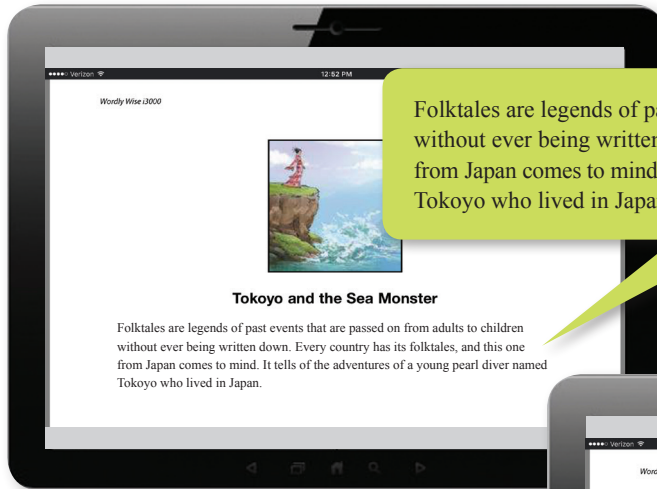 Verizon
12:52 PM
Wordly Wise i3000
Folktales are legends of
without ever being writte
from Japan comes to mind
Tokoyo who lived in Japa
Tokoyo and the Sea Monster
Folktales are legends of past events that are passed on from adults to children
without ever being written down. Every country has its folktales, and this one
from Japan comes to mind. It tells of the adventures of a young pearl diver named
Tokoyo who lived in Japan.
Verizon
Word